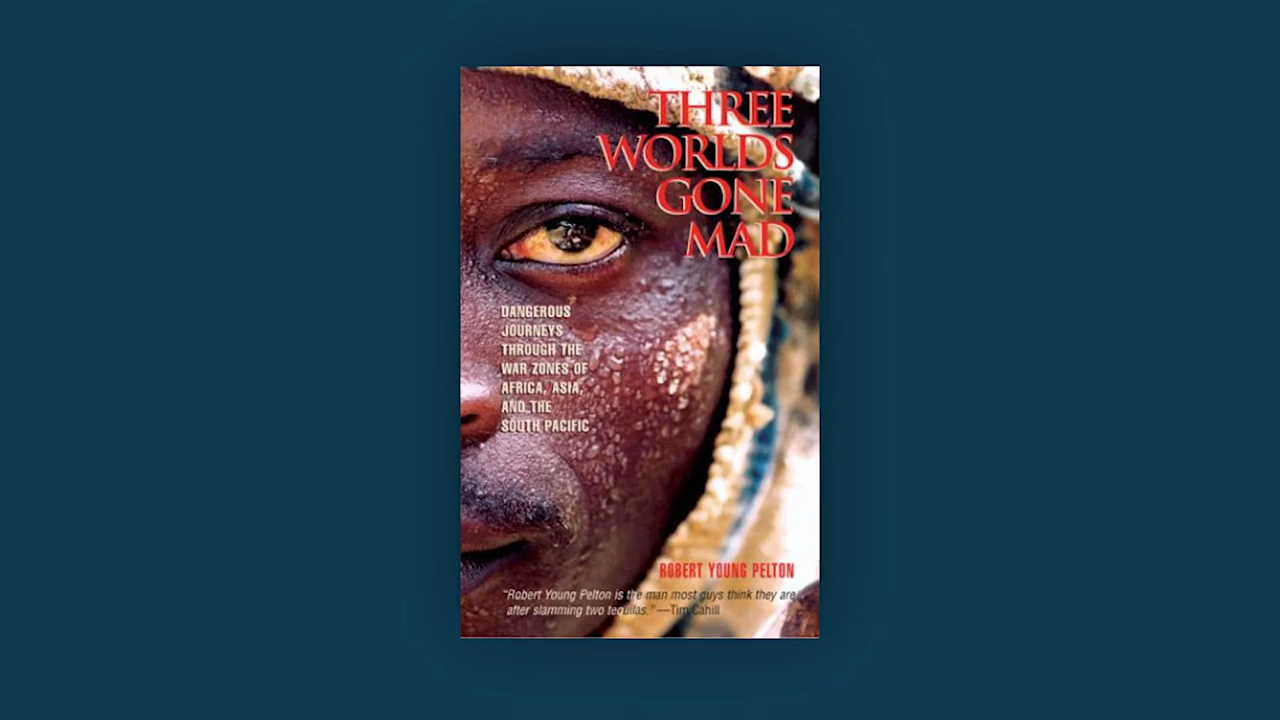 THREE
WORLDS
GONE
MAD
DANGEROUS
JOURNEYS
THROUGH THE
WAR ZONES OF
AFRICA, ASIA,
AND THE
SOUTH PACIFIC
ROBERT YOUNG PELTON
“Robert Young Pelton is the man most guys think they are
after slamming two tequilas.” —Tim Cahill